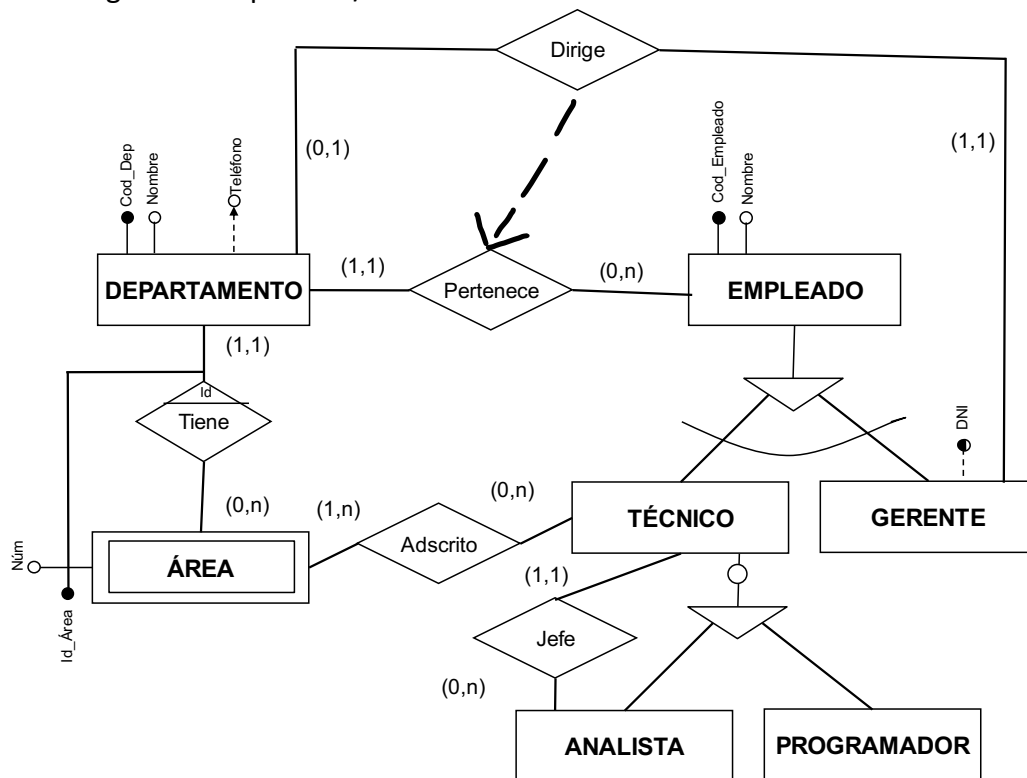 Dirige
(0,1)
(1,1)
Cod_Dep
Nombre
Teléfono
Cod_Empleado
Nombre
DEPARTAMENTO
(1,1)
Pertenece
(0,n)
EMPLEADO
(1,1)
Id
Tiene
DNI
(0,n)
(1,n)
(0,n)
TÉCNICO
GERENTE
Núm
ÁREA
Adscrito
Id_Área
(1,1)
Jefe
(0,n)
ANALISTA
PROGRAMADOR